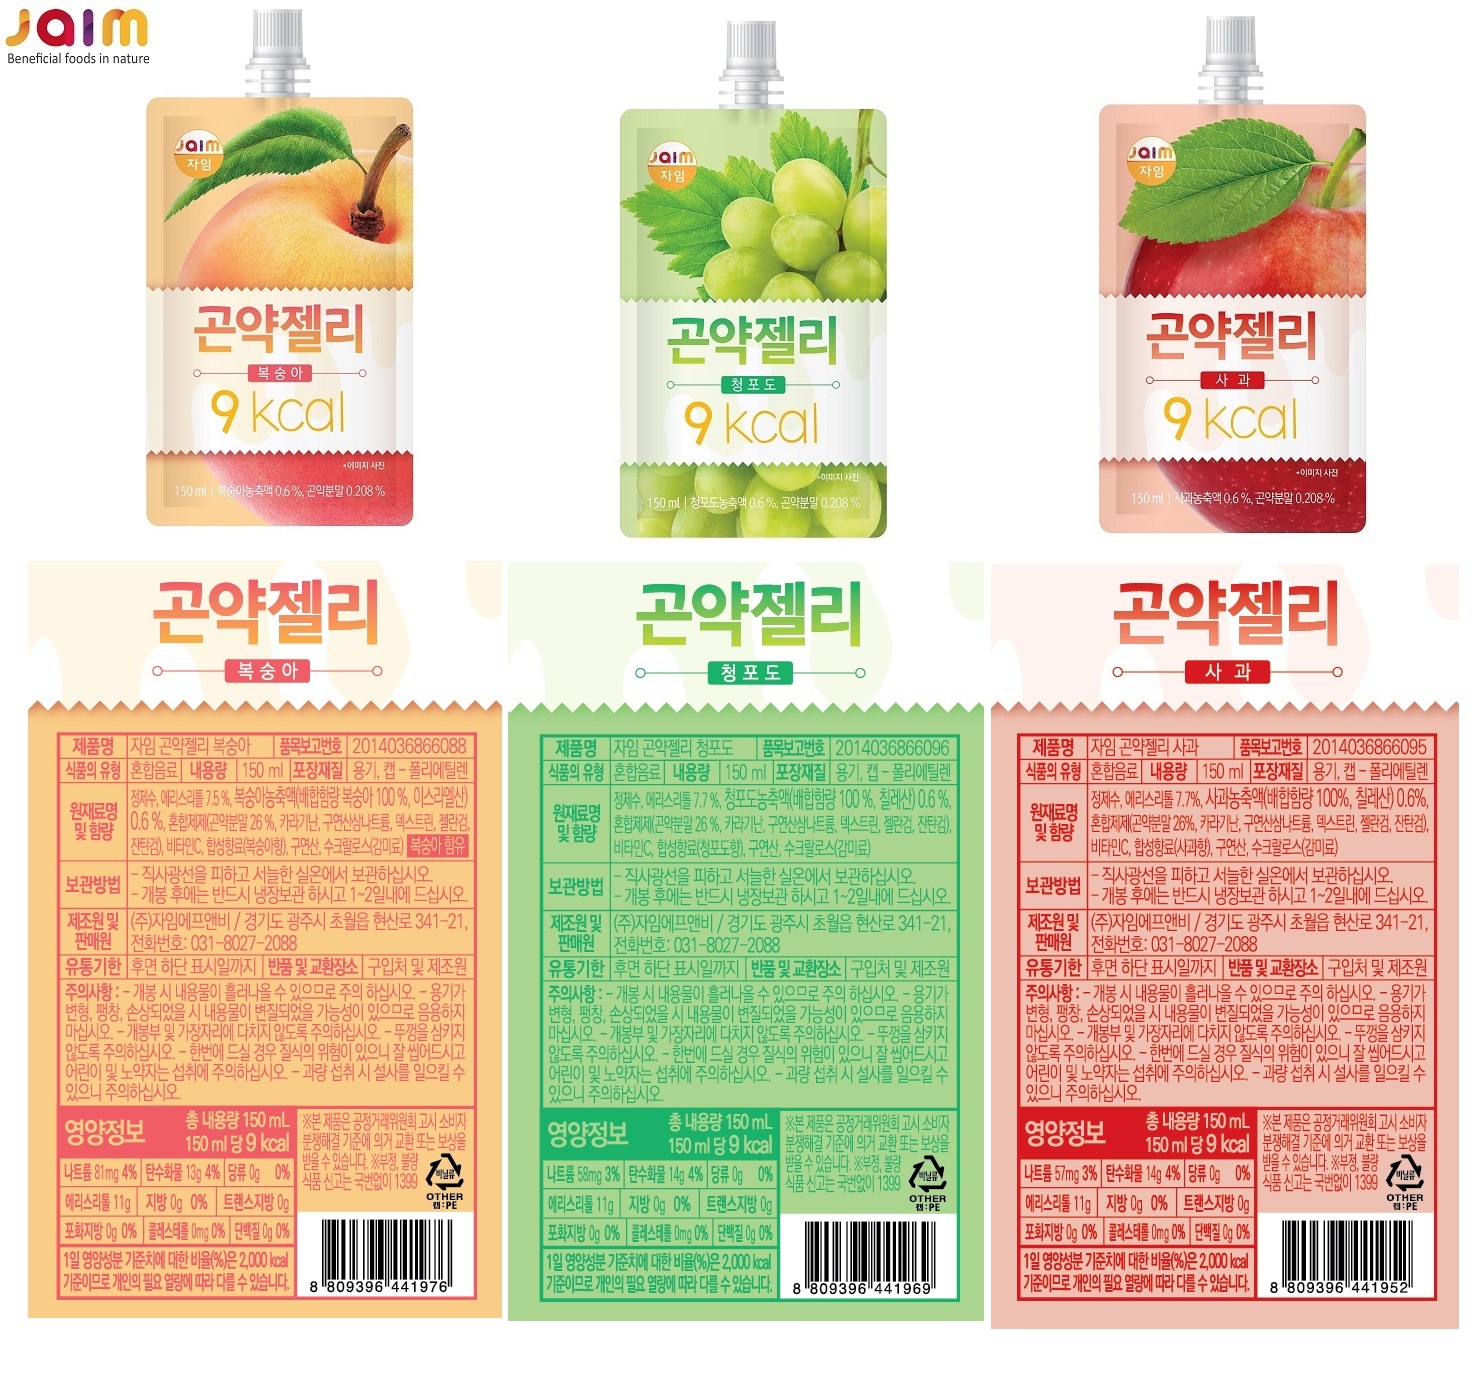 jaim
Beneficial foods in nature
jaim
자임
곤약젤리
복숭아
9 kcal
*이미지 사진
150 ml | 복숭아농축액 0.6 %, 곤약분말 0.208 %
jaim
자임
곤약젤리
청포도
9 kcal
*이미지 사진
150 ml | 청포도농축액 0.6 %, 곤약분말 0.208 %
jaim
자임
곤약젤리
사과
9 kcal
*이미지 사진
150 ml | 사과농축액 0.6 %, 곤약분말 0.208 %
곤약젤리
복숭아
제품명 자임 곤약젤리 복숭아 품목보고번호 2014036866088
식품의 유형 혼합음료 내용량 150 ml 포장재질 용기, 캡 – 폴리에틸렌
원재료명 및 함량
정제수, 에리스리톨 7.5 %, 복숭아농축액(배합함량 복숭아 100 %, 이스라엘산)
0.6 %, 혼합제제(곤약분말 26 %, 카라기난, 구연산삼나트륨, 덱스트린, 젤란검,
잔탄검), 비타민C, 합성향료(복숭아향), 구연산, 수크랄로스(감미료) 복숭아 함유
보관방법
– 직사광선을 피하고 서늘한 실온에서 보관하십시오.
– 개봉 후에는 반드시 냉장보관 하시고 1~2일내에 드십시오.
제조원 및 판매원
(주)자임에프앤비 / 경기도 광주시 초월읍 현산로 341-21,
전화번호: 031-8027-2088
유통기한 후면 하단 표시일까지 반품 및 교환장소 구입처 및 제조원
주의사항 : – 개봉 시 내용물이 흘러나올 수 있으므로 주의 하십시오. – 용기가
변형, 팽창, 손상되었을 시 내용물이 변질되었을 가능성이 있으므로 음용하지
마십시오. – 개봉부 및 가장자리에 다치지 않도록 주의하십시오. – 뚜껑을 삼키지
않도록 주의하십시오. – 한번에 드실 경우 질식의 위험이 있으니 잘 씹어드시고
어린이 및 노약자는 섭취에 주의하십시오. – 과량 섭취 시 설사를 일으킬 수
있으니 주의하십시오.
영양정보
총 내용량 150 mL
150 ml 당 9 kcal
나트륨 81mg 4% 탄수화물 13g 4% 당류 0g 0%
에리스리톨 11g 지방 0g 0% 트랜스지방 0g
포화지방 0g 0% 콜레스테롤 0mg 0% 단백질 0g 0%
1일 영양성분 기준치에 대한 비율(%)은 2,000 kcal
기준이므로 개인의 필요 열량에 따라 다를 수 있습니다.
※본 제품은 공정거래위원회 고시 소비자
분쟁해결 기준에 의거 교환 또는 보상을
받을 수 있습니다. ※부정, 불량
식품 신고는 국번없이 1399
비닐류
OTHER
캡:PE
8 809396 441976
곤약젤리
청포도
제품명 자임 곤약젤리 청포도 품목보고번호 2014036866096
식품의 유형 혼합음료 내용량 150 ml 포장재질 용기, 캡 – 폴리에틸렌
원재료명 및 함량
정제수, 에리스리톨 7.7 %, 청포도농축액(배합함량 100 %, 칠레산) 0.6 %,
혼합제제(곤약분말 26 %, 카라기난, 구연산삼나트륨, 덱스트린, 젤란검, 잔탄검),
비타민C, 합성향료(청포도향), 구연산, 수크랄로스(감미료)
보관방법
– 직사광선을 피하고 서늘한 실온에서 보관하십시오.
– 개봉 후에는 반드시 냉장보관 하시고 1~2일내에 드십시오.
제조원 및 판매원
(주)자임에프앤비 / 경기도 광주시 초월읍 현산로 341-21,
전화번호: 031-8027-2088
유통기한 후면 하단 표시일까지 반품 및 교환장소 구입처 및 제조원
주의사항 : – 개봉 시 내용물이 흘러나올 수 있으므로 주의 하십시오. – 용기가
변형, 팽창, 손상되었을 시 내용물이 변질되었을 가능성이 있으므로 음용하지
마십시오. – 개봉부 및 가장자리에 다치지 않도록 주의하십시오. – 뚜껑을 삼키지
않도록 주의하십시오. – 한번에 드실 경우 질식의 위험이 있으니 잘 씹어드시고
어린이 및 노약자는 섭취에 주의하십시오. – 과량 섭취 시 설사를 일으킬 수
있으니 주의하십시오.
영양정보
총 내용량 150 mL
150 ml 당 9 kcal
나트륨 58mg 3% 탄수화물 14g 4% 당류 0g 0%
에리스리톨 11g 지방 0g 0% 트랜스지방 0g
포화지방 0g 0% 콜레스테롤 0mg 0% 단백질 0g 0%
1일 영양성분 기준치에 대한 비율(%)은 2,000 kcal
기준이므로 개인의 필요 열량에 따라 다를 수 있습니다.
※본 제품은 공정거래위원회 고시 소비자
분쟁해결 기준에 의거 교환 또는 보상을
받을 수 있습니다. ※부정, 불량
식품 신고는 국번없이 1399
비닐류
OTHER
캡:PE
8 809396 441969
곤약젤리
사과
제품명 자임 곤약젤리 사과 품목보고번호 2014036866095
식품의 유형 혼합음료 내용량 150 ml 포장재질 용기, 캡 – 폴리에틸렌
원재료명 및 함량
정제수, 에리스리톨 7.7%, 사과농축액(배합함량 100%, 칠레산) 0.6%,
혼합제제(곤약분말 26%, 카라기난, 구연산삼나트륨, 덱스트린, 젤란검, 잔탄검),
비타민C, 합성향료(사과향), 구연산, 수크랄로스(감미료)
보관방법
– 직사광선을 피하고 서늘한 실온에서 보관하십시오.
– 개봉 후에는 반드시 냉장보관 하시고 1~2일내에 드십시오.
제조원 및 판매원
(주)자임에프앤비 / 경기도 광주시 초월읍 현산로 341-21,
전화번호: 031-8027-2088
유통기한 후면 하단 표시일까지 반품 및 교환장소 구입처 및 제조원
주의사항 : – 개봉 시 내용물이 흘러나올 수 있으므로 주의 하십시오. – 용기가
변형, 팽창, 손상되었을 시 내용물이 변질되었을 가능성이 있으므로 음용하지
마십시오. – 개봉부 및 가장자리에 다치지 않도록 주의하십시오. – 뚜껑을 삼키지
않도록 주의하십시오. – 한번에 드실 경우 질식의 위험이 있으니 잘 씹어드시고
어린이 및 노약자는 섭취에 주의하십시오. – 과량 섭취 시 설사를 일으킬 수
있으니 주의하십시오.
영양정보
총 내용량 150 mL
150 ml 당 9 kcal
나트륨 57mg 3% 탄수화물 14g 4% 당류 0g 0%
에리스리톨 11g 지방 0g 0% 트랜스지방 0g
포화지방 0g 0% 콜레스테롤 0mg 0% 단백질 0g 0%
1일 영양성분 기준치에 대한 비율(%)은 2,000 kcal
기준이므로 개인의 필요 열량에 따라 다를 수 있습니다.
※본 제품은 공정거래위원회 고시 소비자
분쟁해결 기준에 의거 교환 또는 보상을
받을 수 있습니다. ※부정, 불량
식품 신고는 국번없이 1399
비닐류
OTHER
캡:PE
8 809396 441952